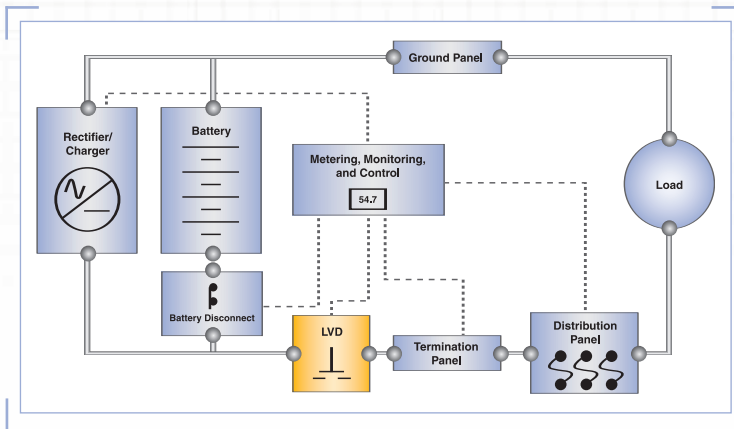 Ground Panel
Rectifier/
Charger
Battery
Metering, Monitoring,
and Control
54.7
Load
Battery Disconnect
LVD
Termination
Panel
Distribution
Panel